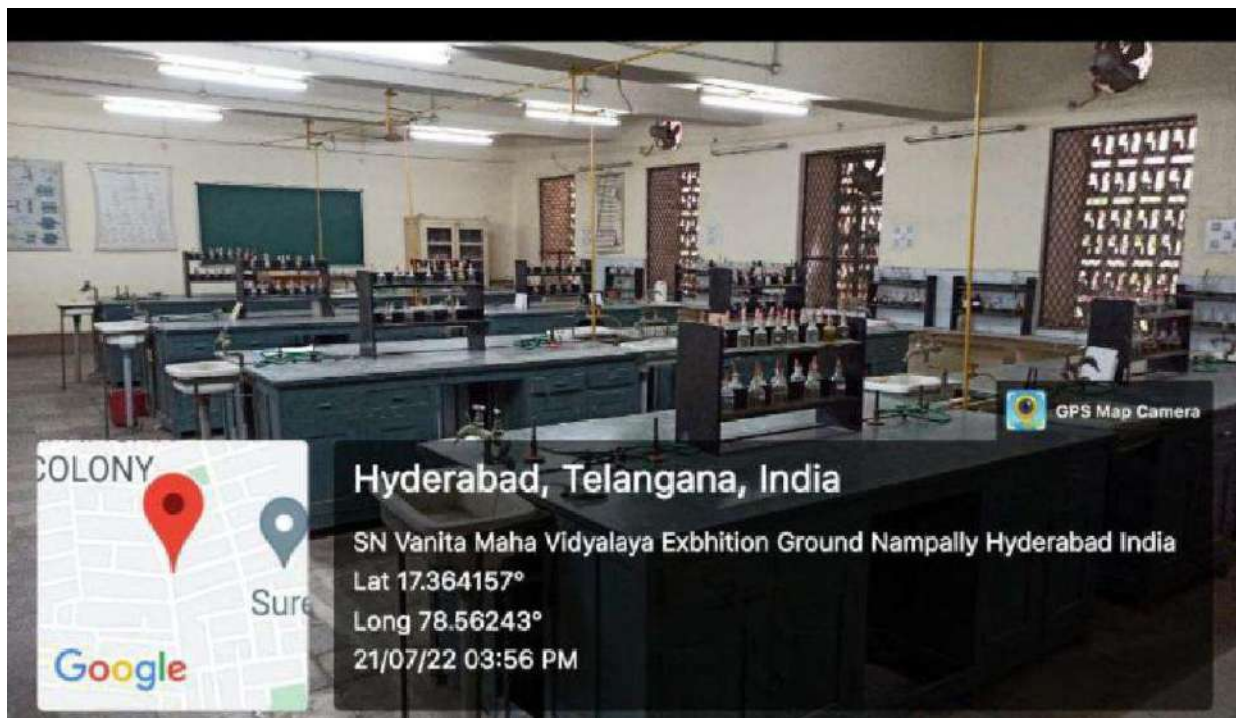 GPS Map Camera
COLONY
Sure
Google
Hyderabad, Telangana, India
SN Vanita Maha Vidyalaya Exbhition Ground Nampally Hyderabad India
Lat 17.364157°
Long 78.56243°
21/07/22 03:56 PM